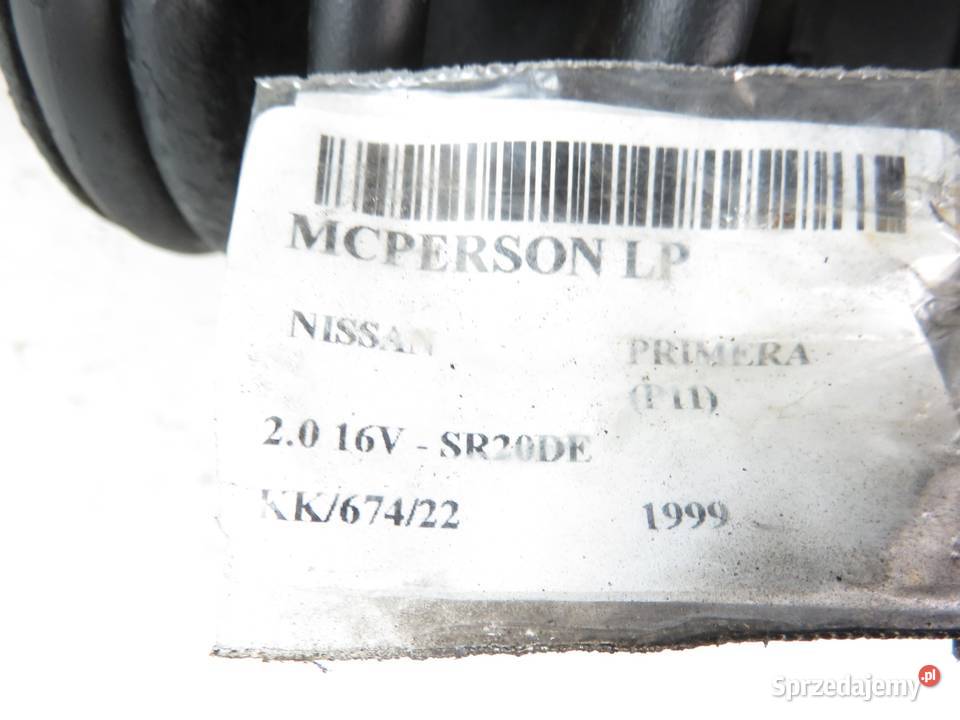 MCPERSON LP
NISSAN PRIMERA
(P11)
2.0 16V - SR20DE
KK/674/22 1999
Sprzedajemy.pl